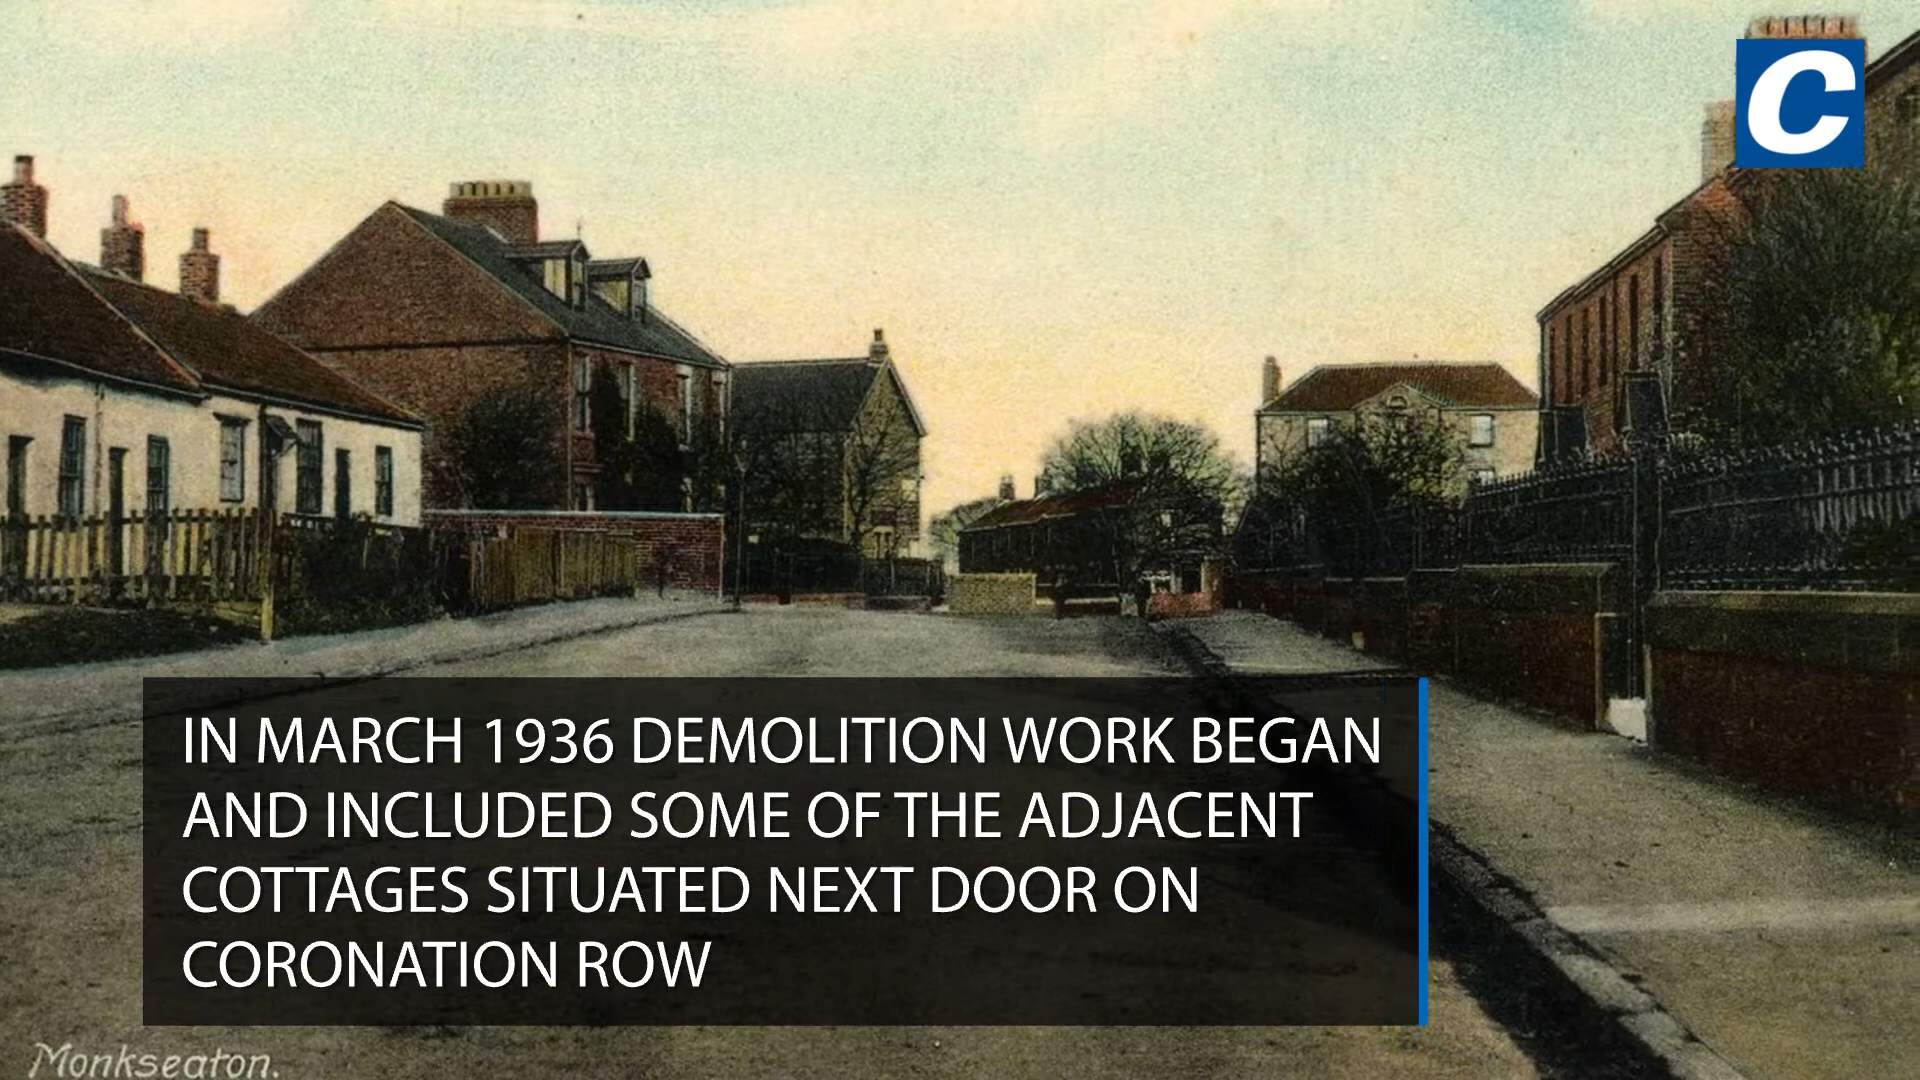 C
IN MARCH 1936 DEMOLITION WORK BEGAN
AND INCLUDED SOME OF THE ADJACENT
COTTAGES SITUATED NEXT DOOR ON
CORONATION ROW
Monkseaton.